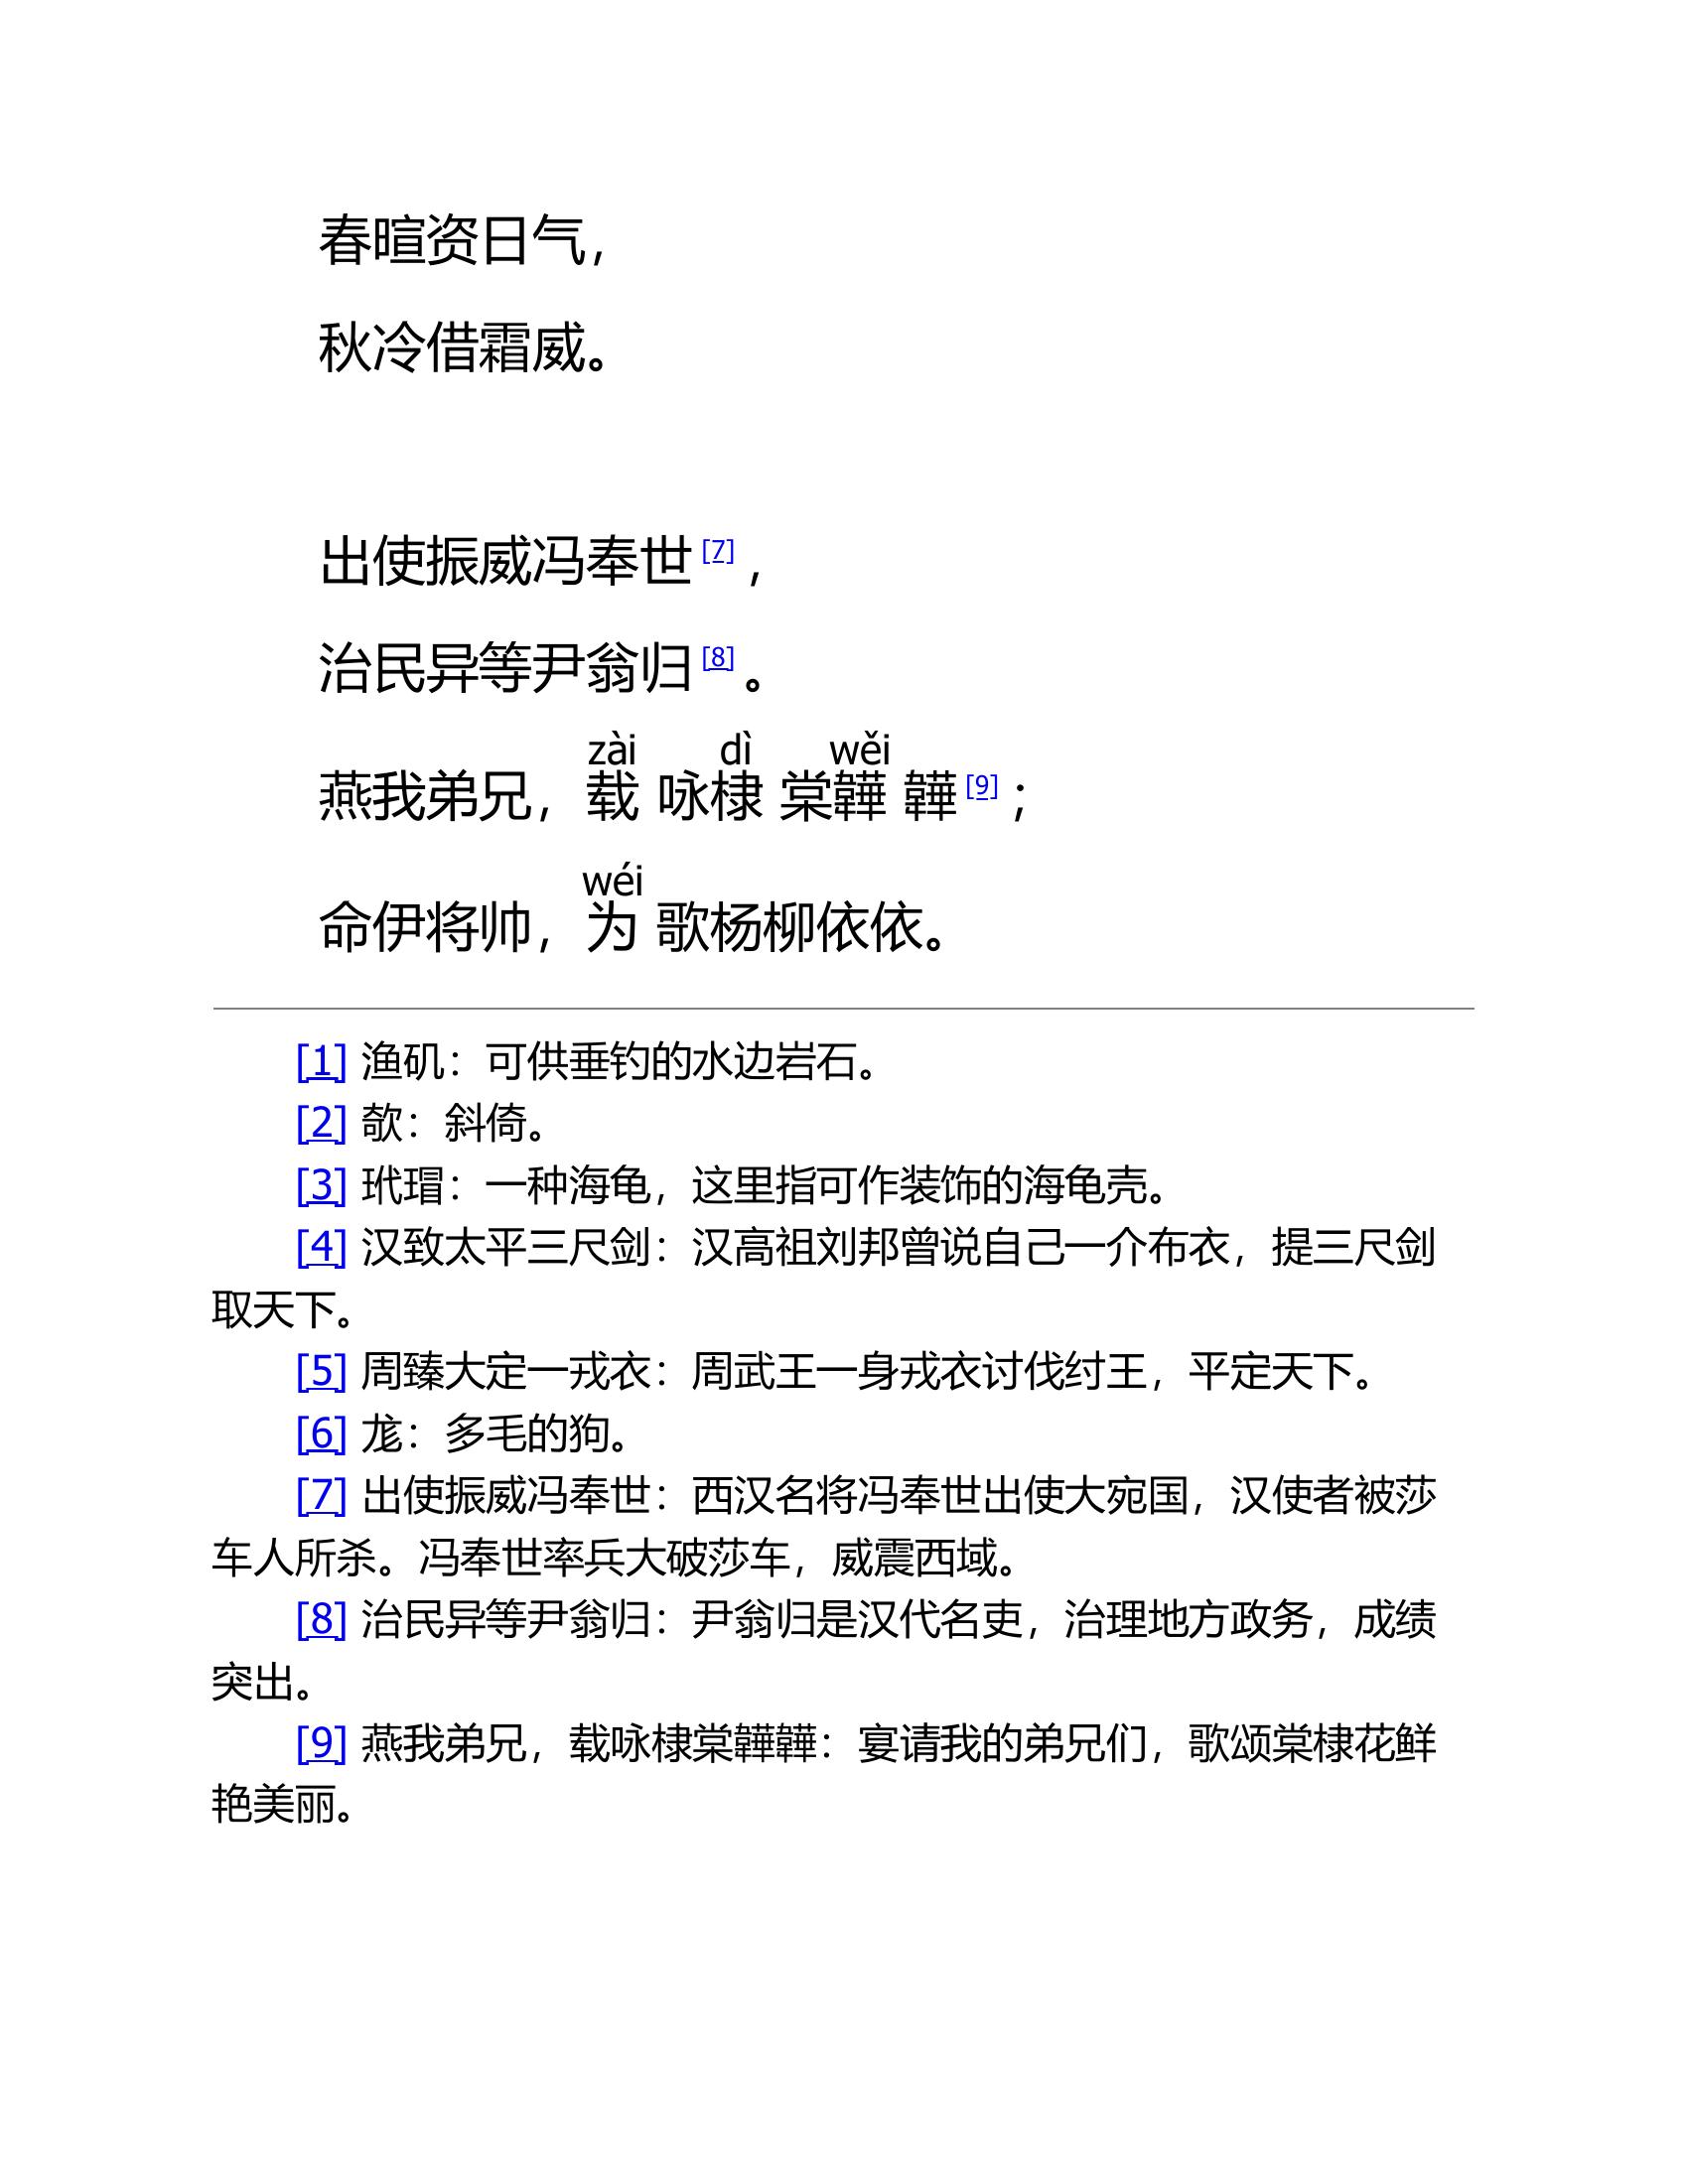 春暄资日气，
秋冷借霜威。
出使振威冯奉世[7]，
治民异等尹翁归[8]。
zài dì wěi
燕我弟兄，载咏棣棠韡韡[9]；
wéi
命伊将帅，为歌杨柳依依。
[1] 渔矶：可供垂钓的水边岩石。
[2] 欹：斜倚。
[3] 玳瑁：一种海龟，这里指可作装饰的海龟壳。
[4] 汉致太平三尺剑：汉高祖刘邦曾说自己一介布衣，提三尺剑
取天下。
[5] 周臻大定一戎衣：周武王一身戎衣讨伐纣王，平定天下。
[6] 尨：多毛的狗。
[7] 出使振威冯奉世：西汉名将冯奉世出使大宛国，汉使者被莎
车人所杀。冯奉世率兵大破莎车，威震西域。
[8] 治民异等尹翁归：尹翁归是汉代名吏，治理地方政务，成绩
突出。
[9] 燕我弟兄，载咏棣棠韡韡：宴请我的弟兄们，歌颂棠棣花鲜
艳美丽。